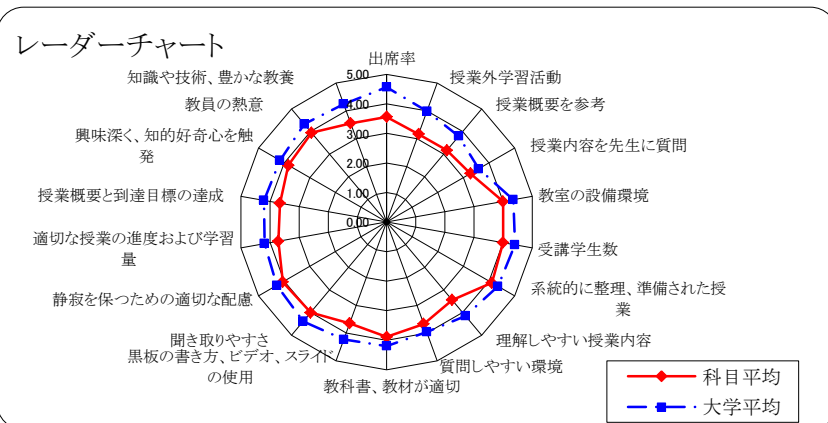 レーダーチャート
出席率
授業外学習活動
授業概要を参考
授業内容を先生に質問
教室の設備環境
受講学生数
系統的に整理、準備された授
業
理解しやすい授業内容
質問しやすい環境
教科書、教材が適切
黒板の書き方、ビデオ、スライド
の使用
聞き取りやすさ
静寂を保つための適切な配慮
適切な授業の進度および学習
量
授業概要と到達目標の達成
興味深く、知的好奇心を触
発
教員の熱意
知識や技術、豊かな教養
5.00
4.00
3.00
2.00
1.00
0.00
科目平均
大学平均